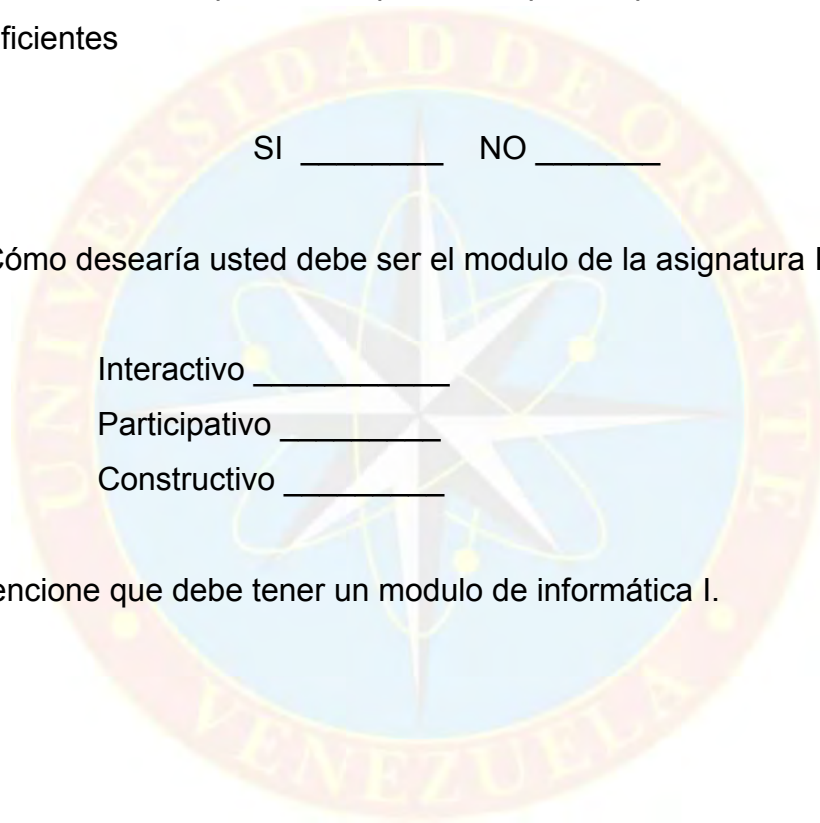 ficientes
SI ________ NO _______
Cómo desearía usted debe ser el modulo de la asignatura
Interactivo ___________
Participativo _________
Constructivo _________
encione que debe tener un modulo de informática I.
UNIVERSIDAD DE ORIENTE
VENEZUELA